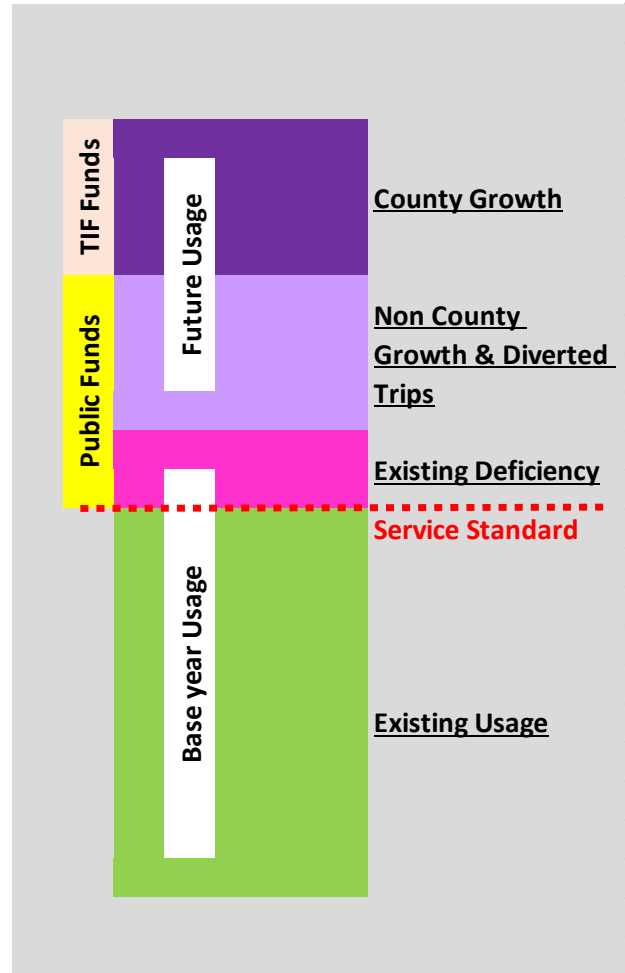 TIF Funds
Future Usage
County Growth
Public Funds
Non County
Growth & Diverted
Trips
Existing Deficiency
Service Standard
Base year Usage
Existing Usage